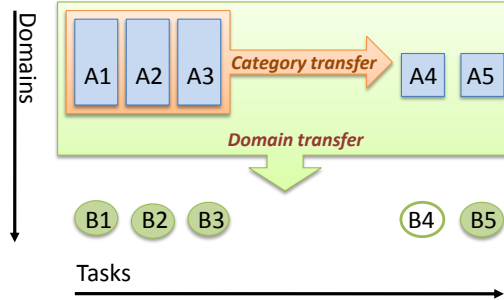 Domains
A1 A2 A3
Category transfer
A4 A5
Domain transfer
B1 B2 B3 B4 B5
Tasks